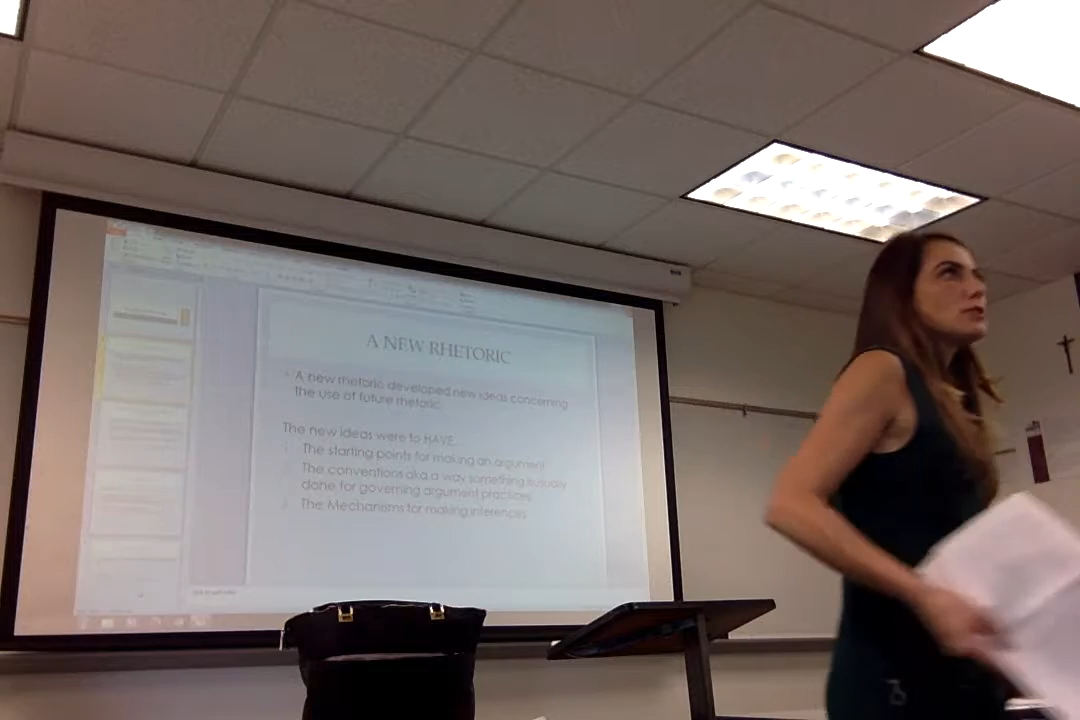 A NEW RHETORIC
A new rhetoric developed new ideas concerning
the use of future rhetoric.
The new ideas were to HAVE
The starting points for making an argument
The conventions aka a way something is usually
done for governing argument practices
The Mechanisms for making inferences